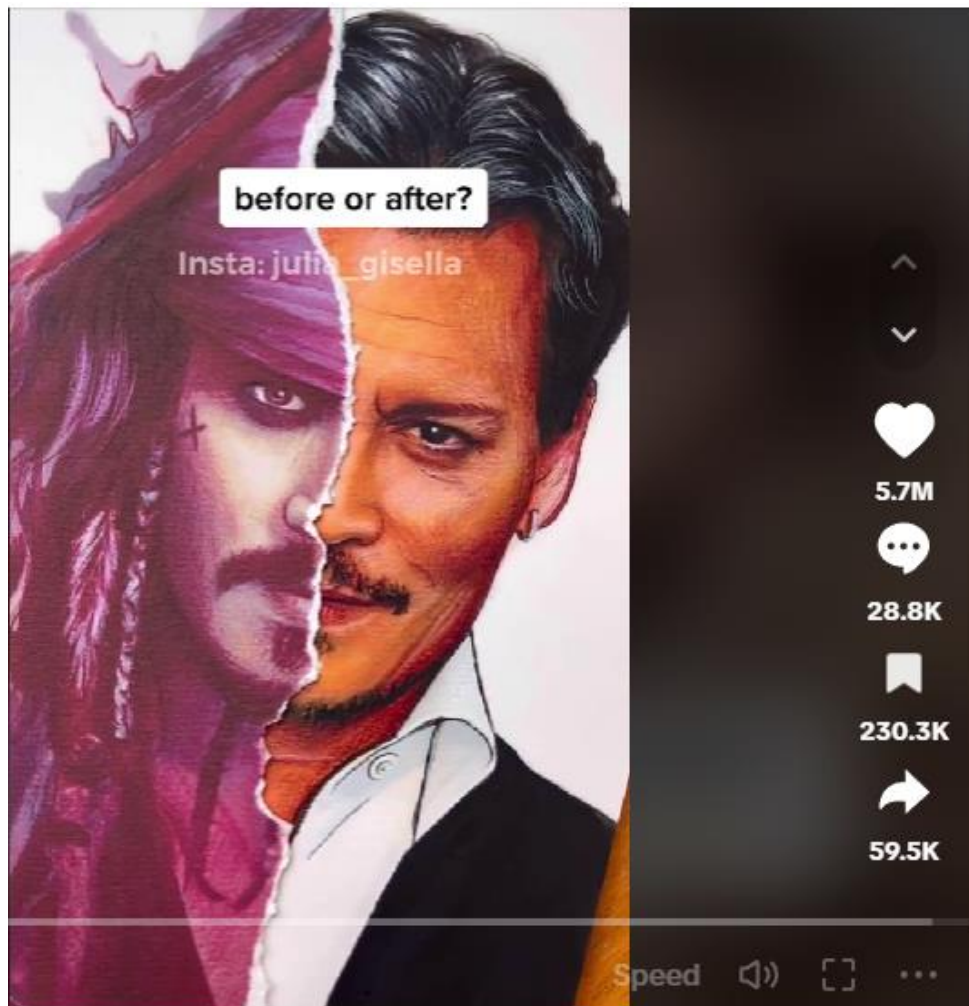 before or after?
Insta: julia_gisella
5.7M
28.8K
230.3K
59.5K
Speed